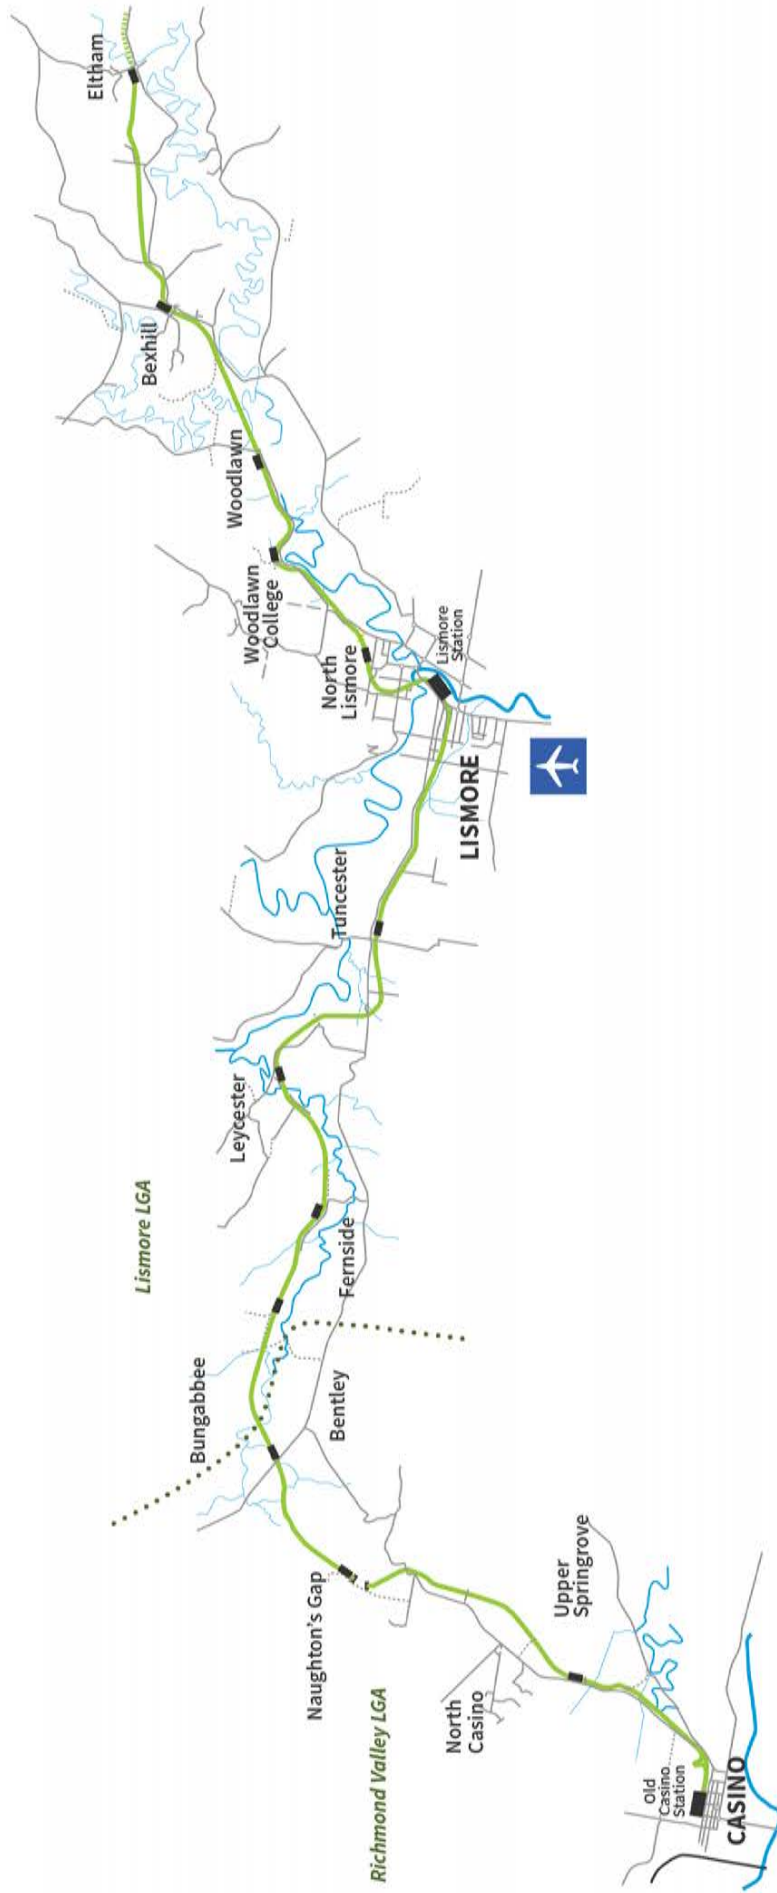 Eltham
Bexhill
Woodlawn
Woodlawn
College
North
Lismore
Lismore
Station
LISMORE
Tuncester
Leycester
Lismore LGA
Fernside
Bungabbee
Bentley
Naughton's Gap
Upper
Springrove
North
Casino
Richmond Valley LGA
Old
Casino
Station
CASINO